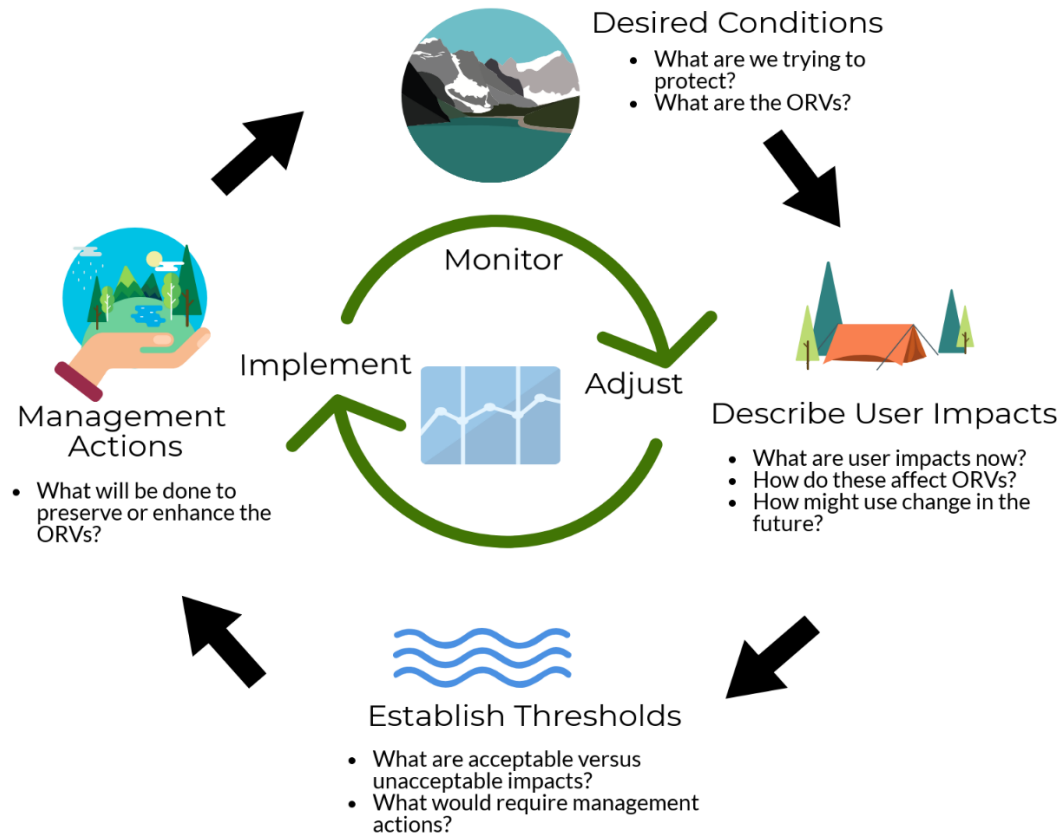 Desired Conditions
• What are we trying to
protect?
• What are the ORVs?
Monitor
Implement
Adjust
Management
Actions
• What will be done to
preserve or enhance the
ORVs?
Describe User Impacts
• What are user impacts now?
• How do these affect ORVs?
• How might use change in the
future?
Establish Thresholds
• What are acceptable versus
unacceptable impacts?
• What would require management
actions?